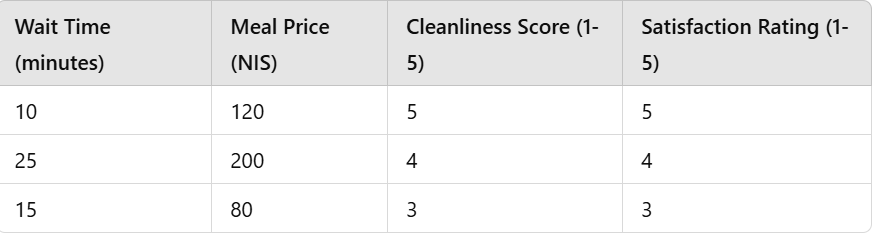 Wait Time (minutes) Meal Price (NIS) Cleanliness Score (1-5) Satisfaction Rating (1-5)
10 120 5 5
25 200 4 4
15 80 3 3